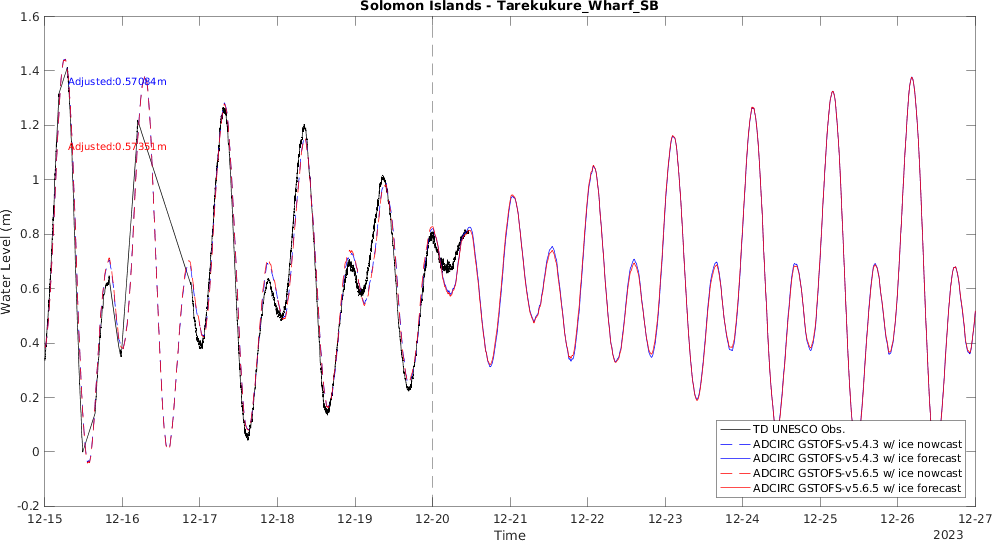 Solomon Islands - Tarekukure_Wharf_SB
Water Level (m)
1.6
1.4
1.2
1
0.8
0.6
0.4
0.2
0
-0.2
Adjusted:0.57084m
Adjusted:0.57351m
TD UNESCO Obs.
ADCIRC GSTOFS-v5.4.3 w/ ice nowcast
ADCIRC GSTOFS-v5.4.3 w/ ice forecast
ADCIRC GSTOFS-v5.6.5 w/ ice nowcast
ADCIRC GSTOFS-v5.6.5 w/ ice forecast
12-15 12-16 12-17 12-18 12-19 12-20 12-21 12-22 12-23 12-24 12-25 12-26 12-27
Time
2023